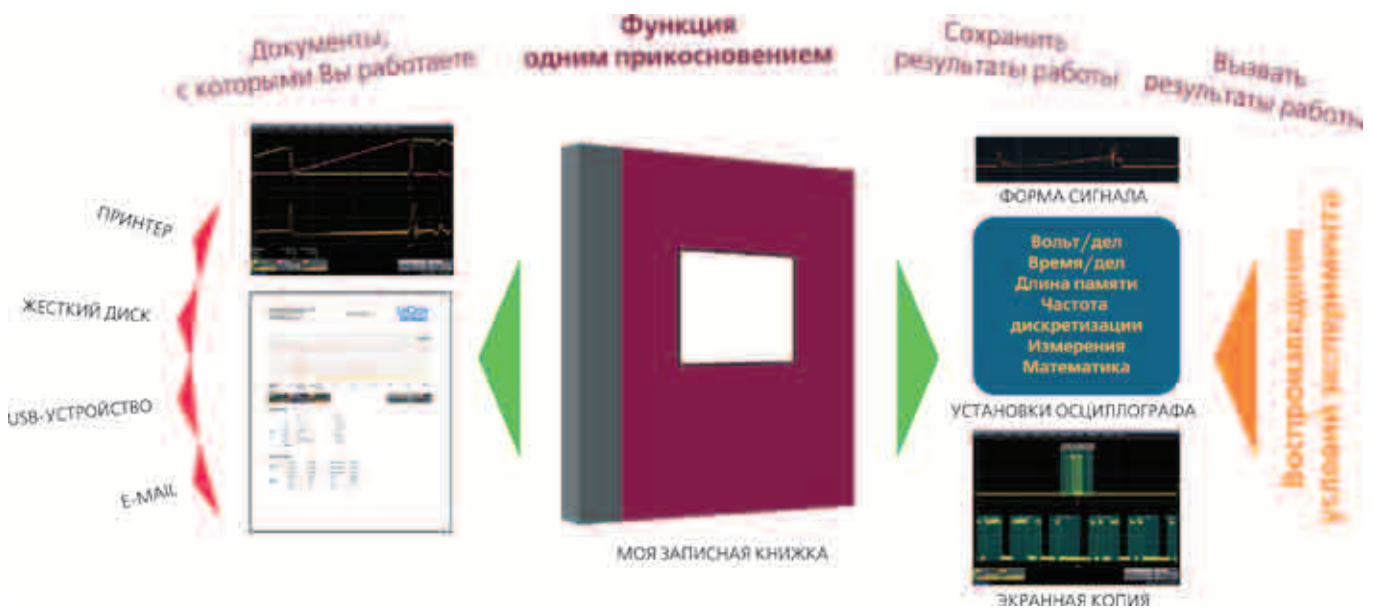 Документы,
с которыми Вы работаете
Функция
одним прикосновением
Сохранить
результаты работы
Вызвать
результаты работы
ПРИНТЕР
ЖЕСТКИЙ ДИСК
USB-УСТРОЙСТВО
E-MAIL
МОЯ ЗАПИСНАЯ КНИЖКА
ФОРМА СИГНАЛА
Вольт/дел
Время/дел
Длина памяти
Частота
дискретизации
Измерения
Математика
УСТАНОВКИ ОСЦИЛЛОГРАФА
ЭКРАННАЯ КОПИЯ
Воспроизведение
условий эксперимента